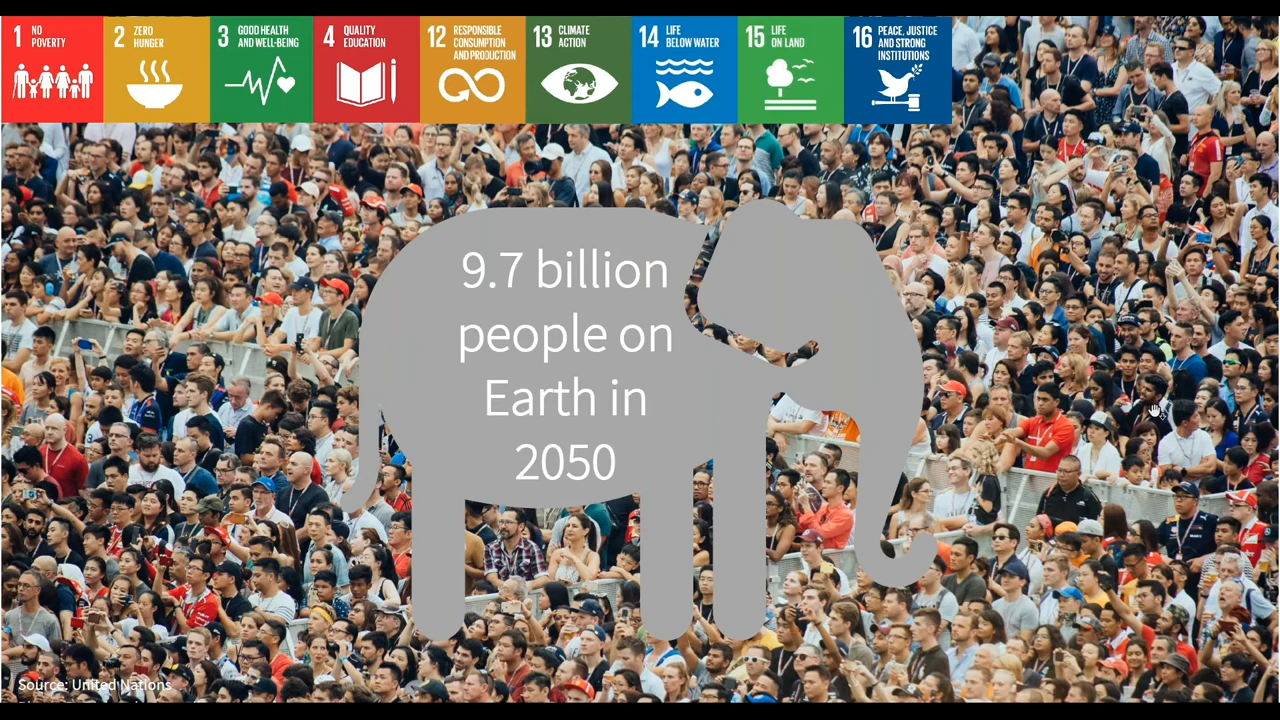 1 NO POVERTY
2 ZERO HUNGER
3 GOOD HEALTH AND WELL-BEING
4 QUALITY EDUCATION
12 RESPONSIBLE CONSUMPTION AND PRODUCTION
13 CLIMATE ACTION
14 LIFE BELOW WATER
15 LIFE ON LAND
16 PEACE, JUSTICE AND STRONG INSTITUTIONS
9.7 billion
people on
Earth in
2050
Source: United Nations